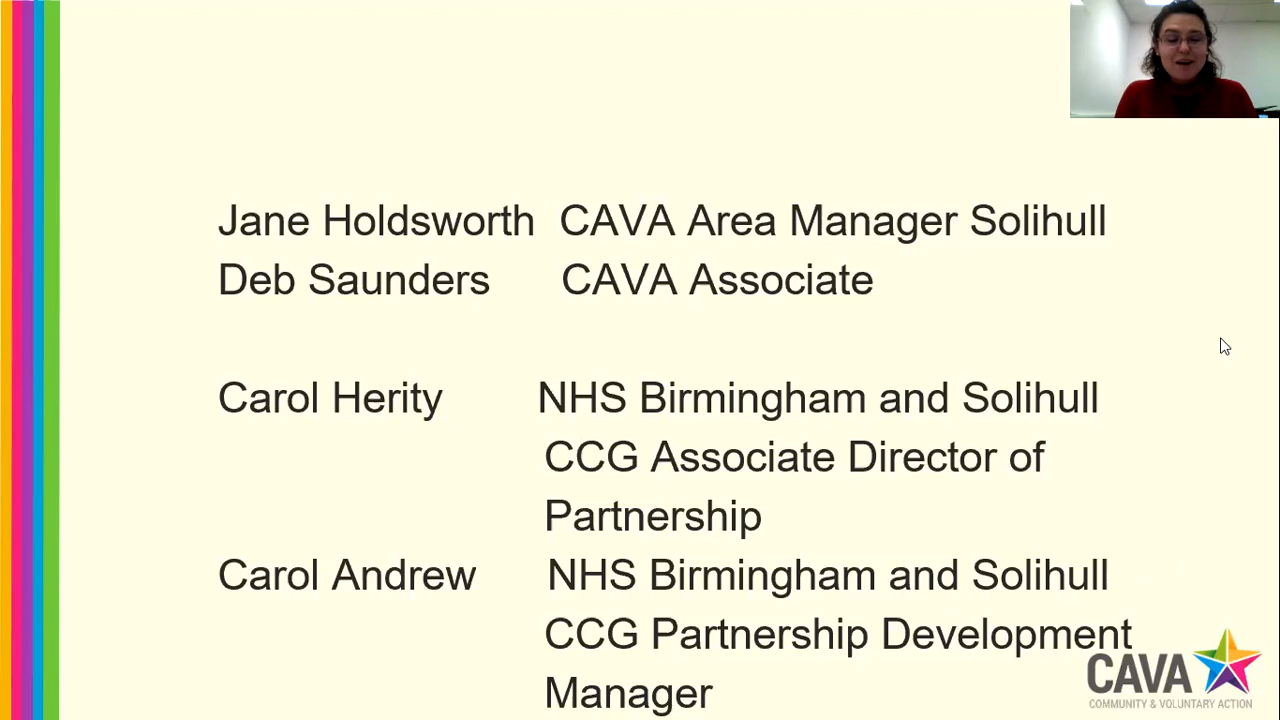 Jane Holdsworth CAVA Area Manager Solihull
Deb Saunders CAVA Associate
Carol Herity NHS Birmingham and Solihull
CCG Associate Director of
Partnership
Carol Andrew NHS Birmingham and Solihull
CCG Partnership Development
Manager
CAVA
COMMUNITY & VOLUNTARY ACTION